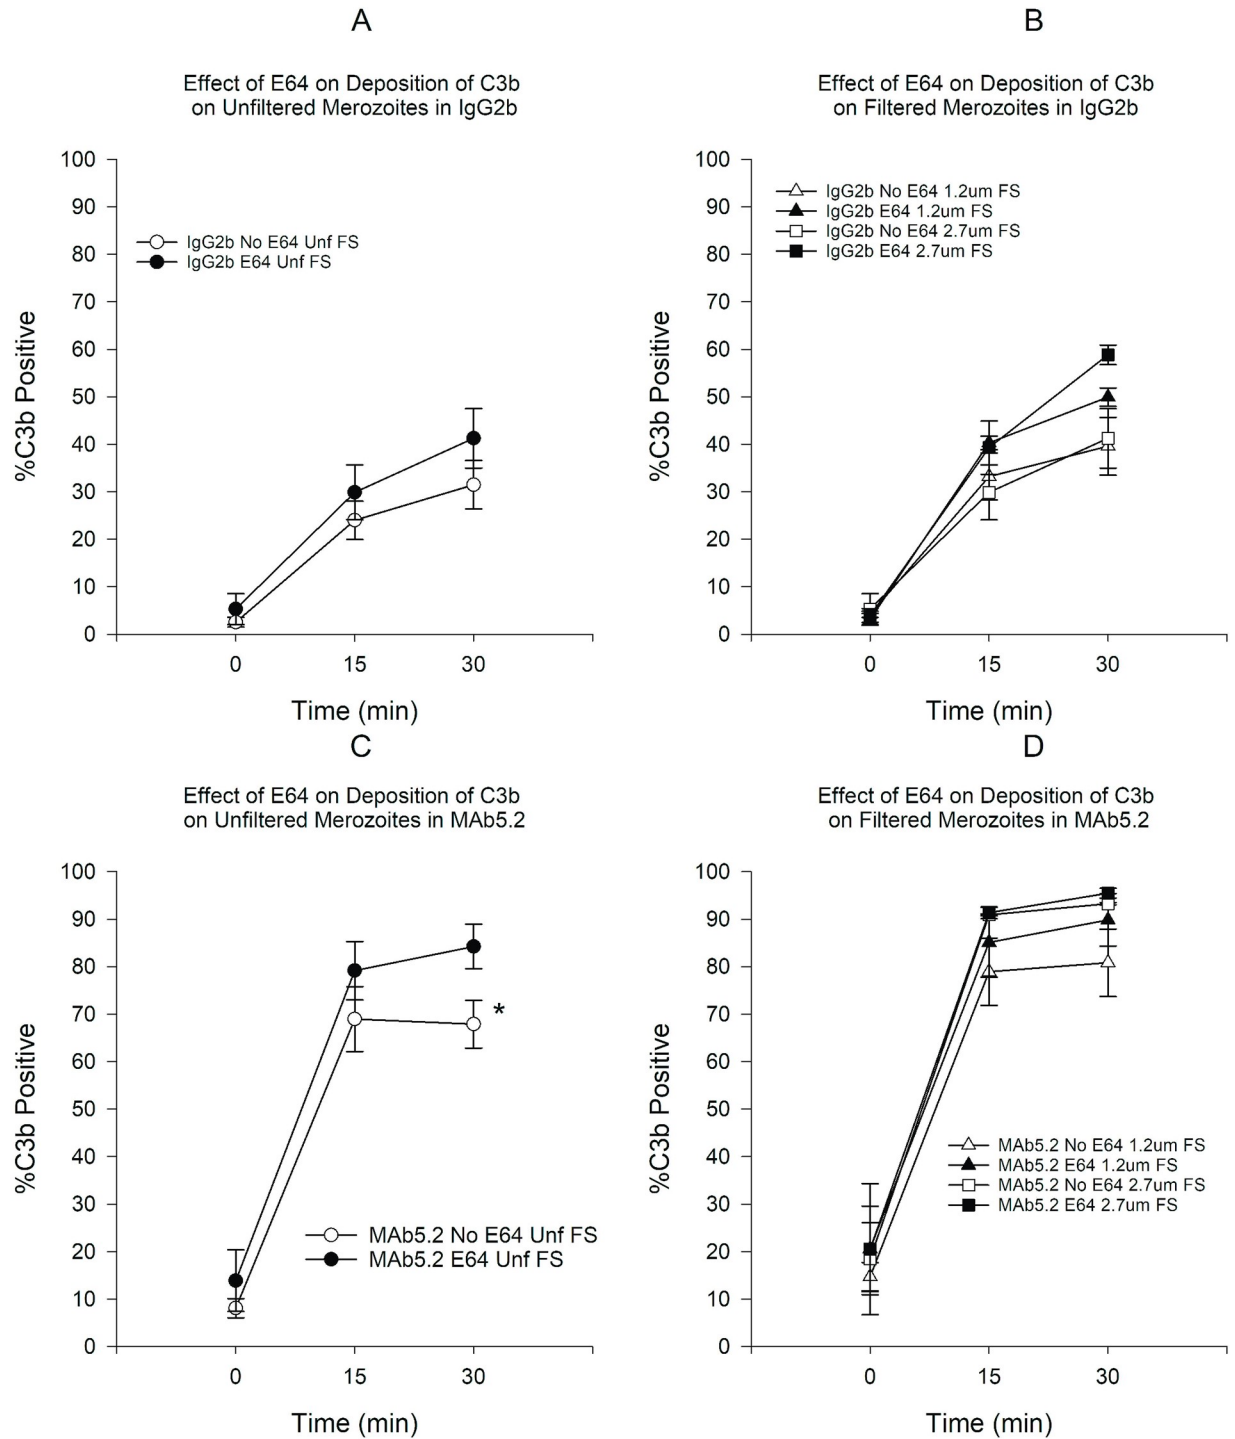 A
Effect of E64 on Deposition of C3b
on Unfiltered Merozoites in IgG2b
100
90
80
70
60
50
40
30
20
10
0
%C3b Positive
IgG2b No E64 Unf FS
IgG2b E64 Unf FS
0 15 30
Time (min)
B
Effect of E64 on Deposition of C3b
on Filtered Merozoites in IgG2b
100
90
80
70
60
50
40
30
20
10
0
%C3b Positive
IgG2b No E64 1.2um FS
IgG2b E64 1.2um FS
IgG2b No E64 2.7um FS
IgG2b E64 2.7um FS
0 15 30
Time (min)
C
Effect of E64 on Deposition of C3b
on Unfiltered Merozoites in MAb5.2
100
90
80
70
60
50
40
30
20
10
0
%C3b Positive
*
MAb5.2 No E64 Unf FS
MAb5.2 E64 Unf FS
0 15 30
Time (min)
D
Effect of E64 on Deposition of C3b
on Filtered Merozoites in MAb5.2
100
90
80
70
60
50
40
30
20
10
0
%C3b Positive
MAb5.2 No E64 1.2um FS
MAb5.2 E64 1.2um FS
MAb5.2 No E64 2.7um FS
MAb5.2 E64 2.7um FS
0 15 30
Time (min)